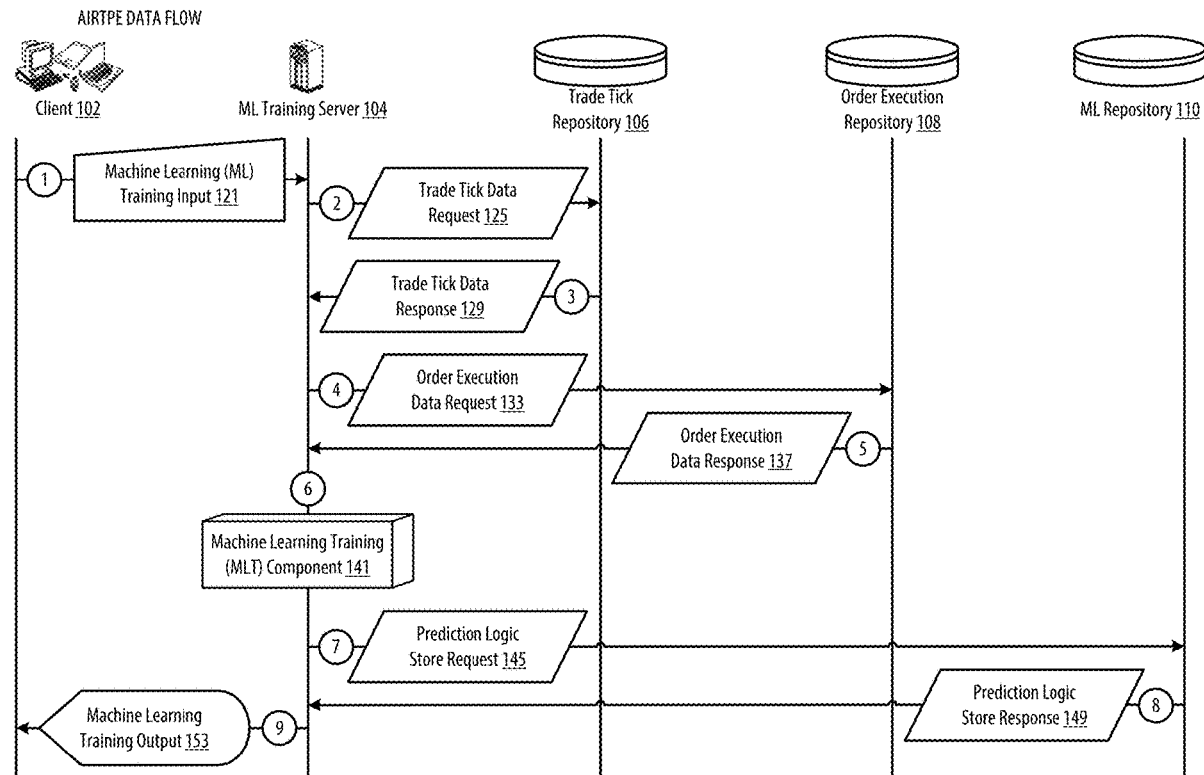 AIRTPE DATA FLOW
Client 102
ML Training Server 104
Trade Tick
Repository 106
Order Execution
Repository 108
ML Repository 110
1
Machine Learning (ML)
Training Input 121
2
Trade Tick Data
Request 125
Trade Tick Data
Response 129
3
4
Order Execution
Data Request 133
Order Execution
Data Response 137
5
6
Machine Learning Training
(MLT) Component 141
7
Prediction Logic
Store Request 145
Prediction Logic
Store Response 149
8
Machine Learning
Training Output 153
9